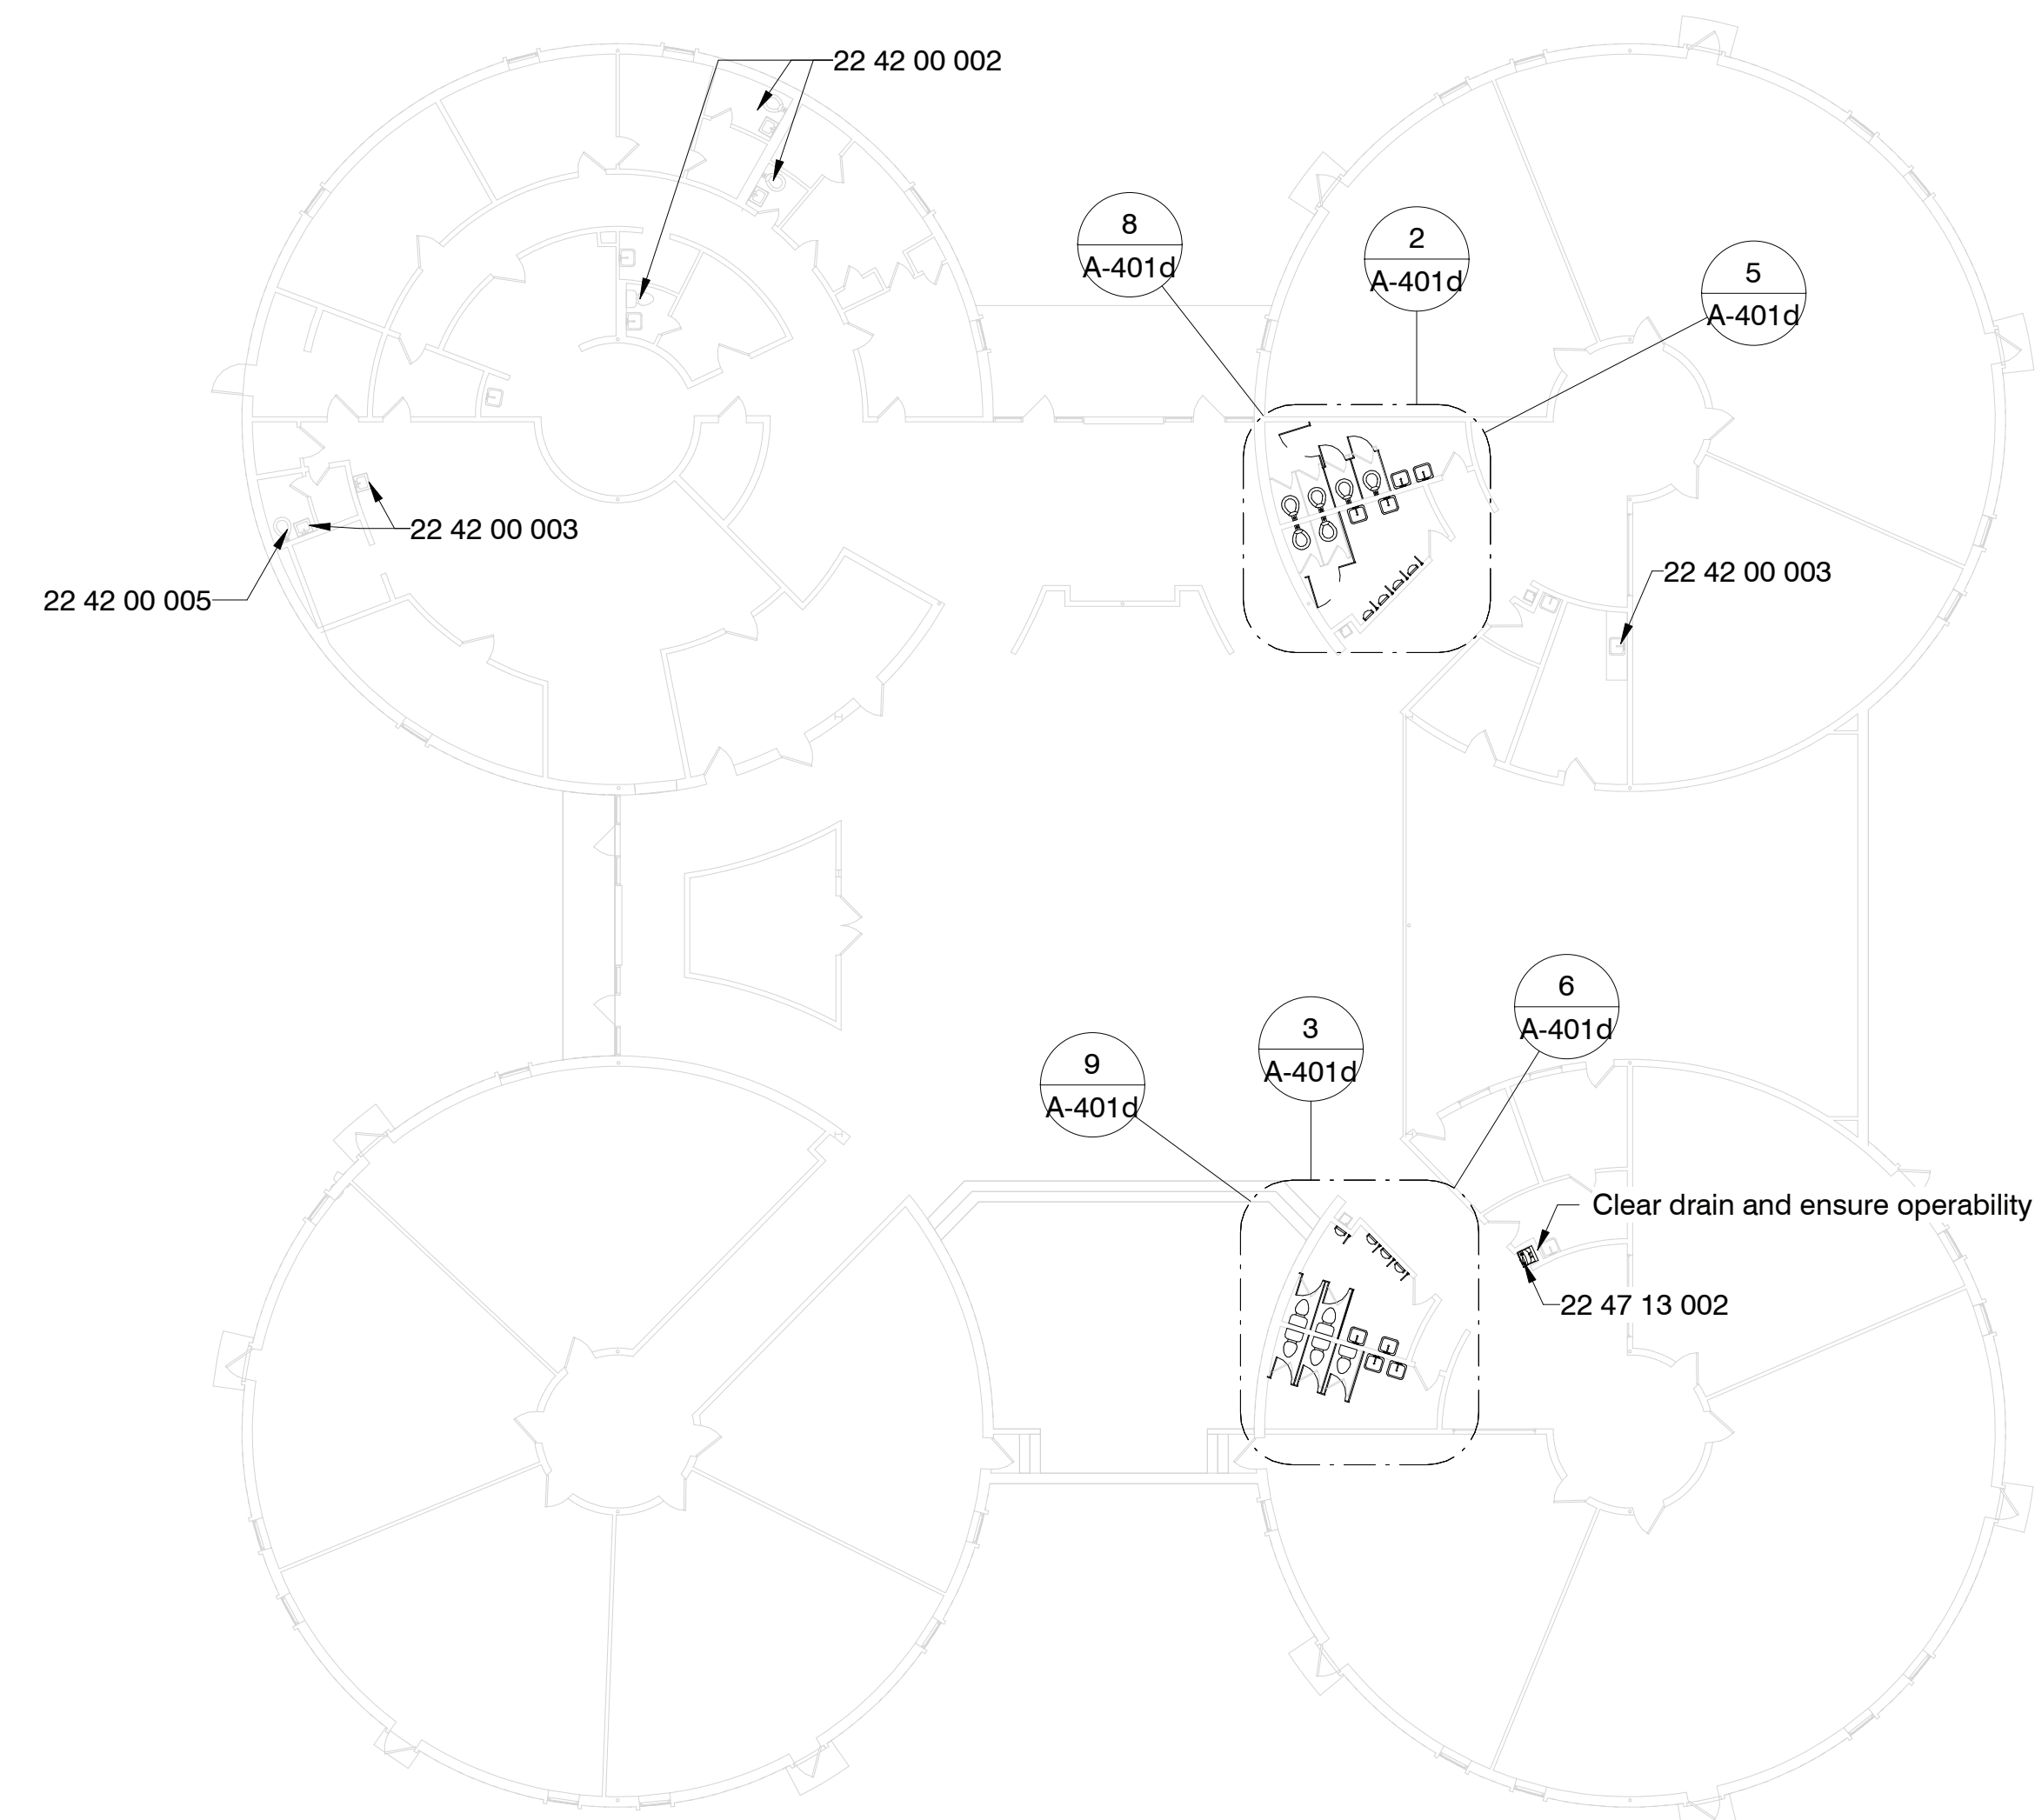 22 42 00 002
8
A-401d
2
A-401d
5
A-401d
22 42 00 003
22 42 00 005
22 42 00 003
6
A-401d
3
A-401d
9
A-401d
Clear drain and ensure operability
22 47 13 002